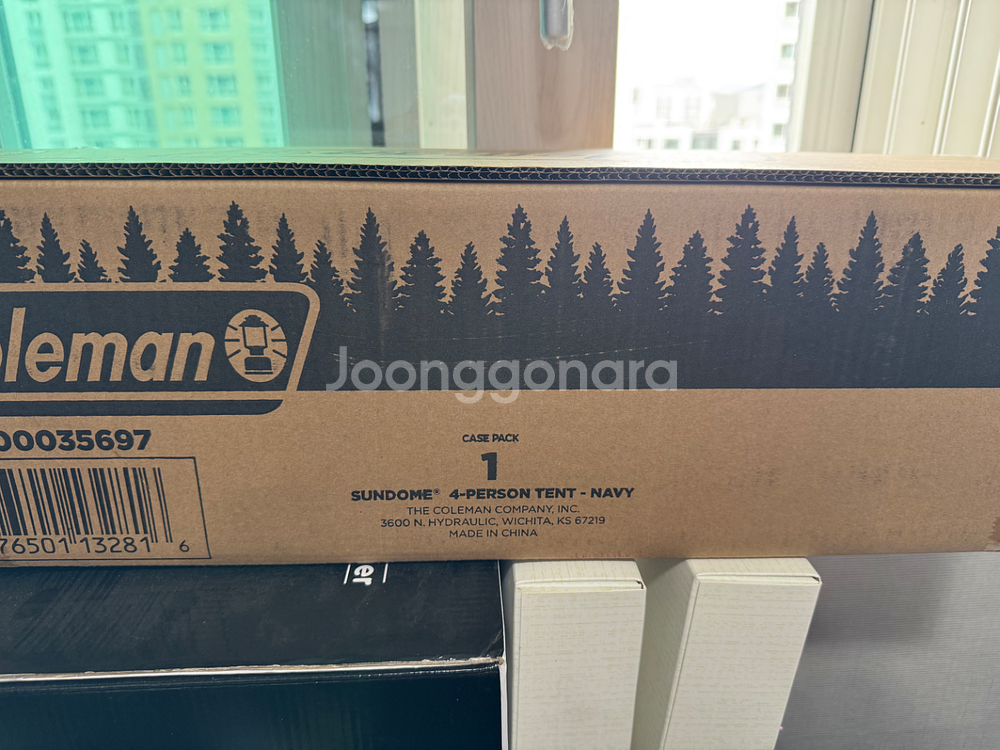 oleman
Joonggonara
00035697
CASE PACK
1
SUNDOME® 4-PERSON TENT - NAVY
THE COLEMAN COMPANY, INC.
3600 N. HYDRAULIC, WICHITA, KS 67219
MADE IN CHINA
76501 13281 6
er